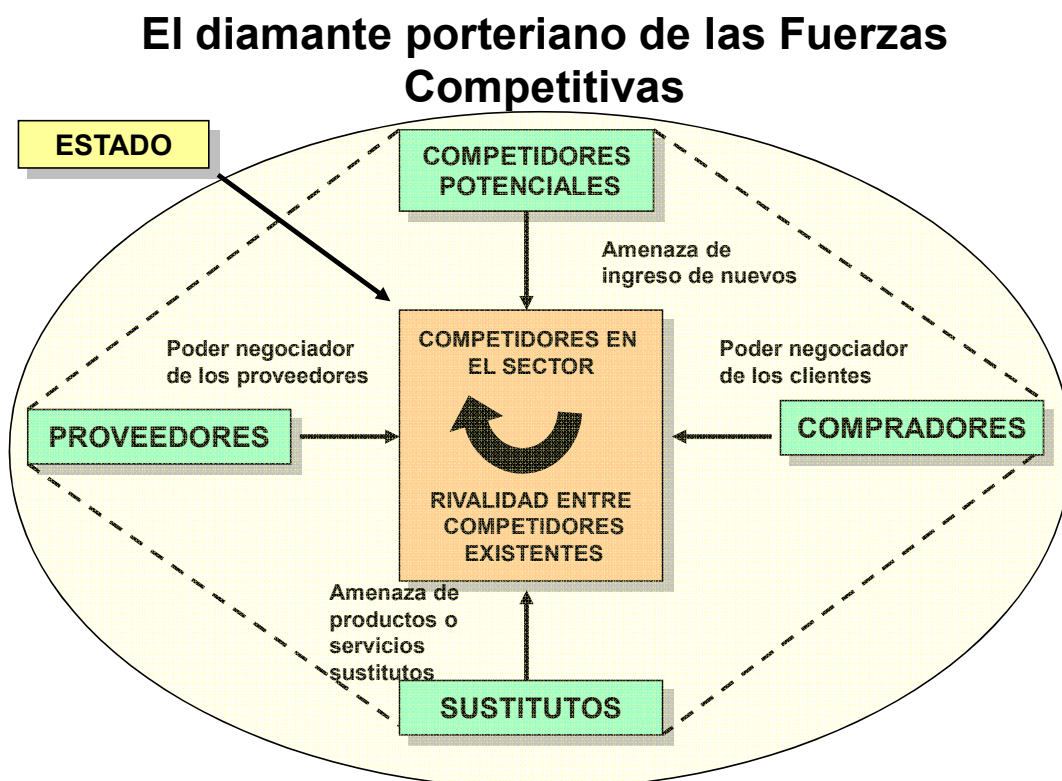 El diamante porteriano de las Fuerzas
Competitivas
ESTADO
COMPETIDORES
POTENCIALES
Amenaza de
ingreso de nuevos
Poder negociador
de los proveedores
COMPETIDORES EN
EL SECTOR
Poder negociador
de los clientes
PROVEEDORES
COMPRADORES
RIVALIDAD ENTRE
COMPETIDORES
EXISTENTES
Amenaza de
productos o
servicios
sustitutos
SUSTITUTOS